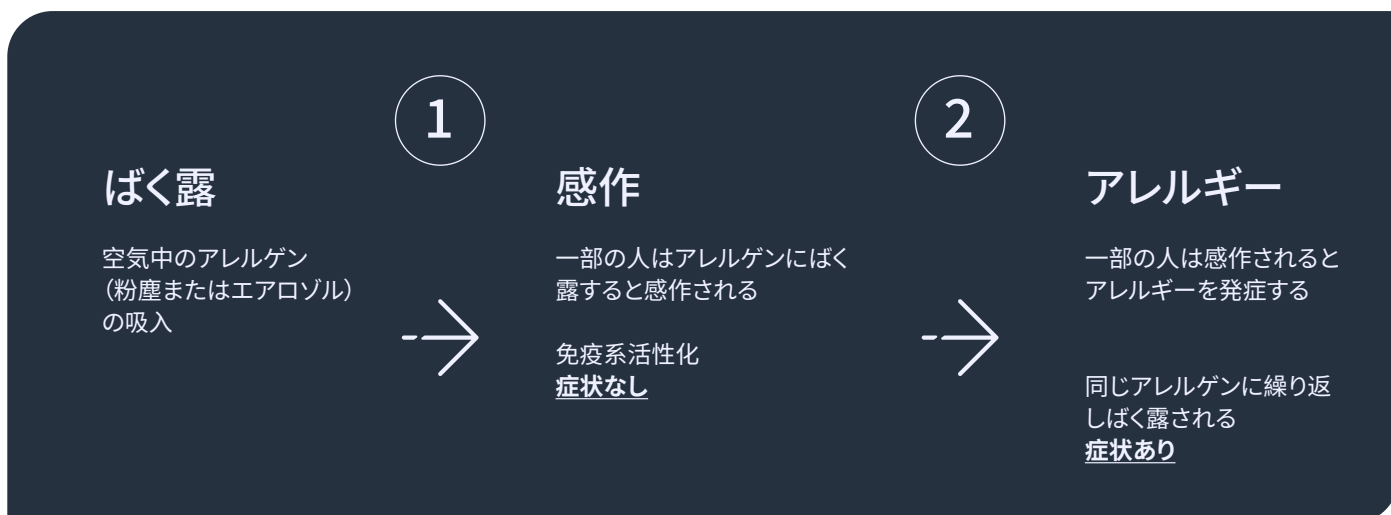 1
2
ばく露
空気中のアレルゲン
（粉塵またはエアロゾル）
の吸入
感作
一部の人はアレルゲンにばく
露すると感作される
免疫系活性化
症状なし
アレルギー
一部の人は感作されると
アレルギーを発症する
同じアレルゲンに繰り返
しばく露される
症状あり